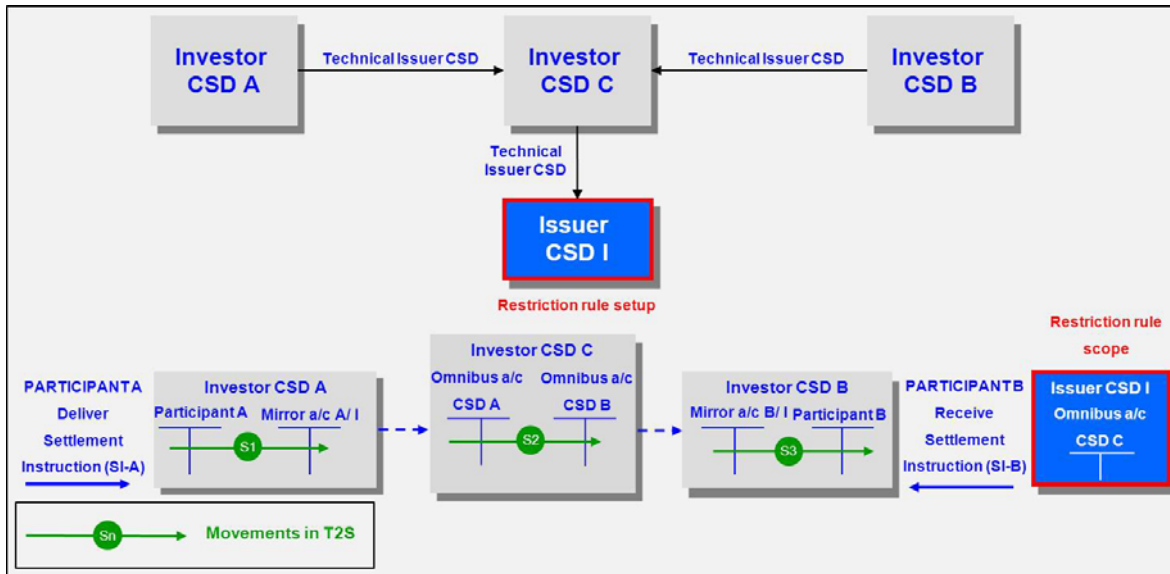 Investor
CSD A
Technical Issuer CSD
Investor
CSD C
Technical Issuer CSD
Investor
CSD B
Technical
Issuer CSD
Issuer
CSD I
Restriction rule setup
Restriction rule
scope
PARTICIPANTA
Deliver
Settlement
Instruction (SI-A)
Investor CSD A
Participant A
Mirror a/c A/ I
S1
Investor CSD C
Omnibus a/c
CSD A
Omnibus a/c
CSD B
S2
Investor CSD B
Mirror a/c B/ I
Participant B
S3
PARTICIPANTB
Receive
Settlement
Instruction (SI-B)
Issuer CSD I
Omnibus a/c
CSD C
Sn
Movements in T2S